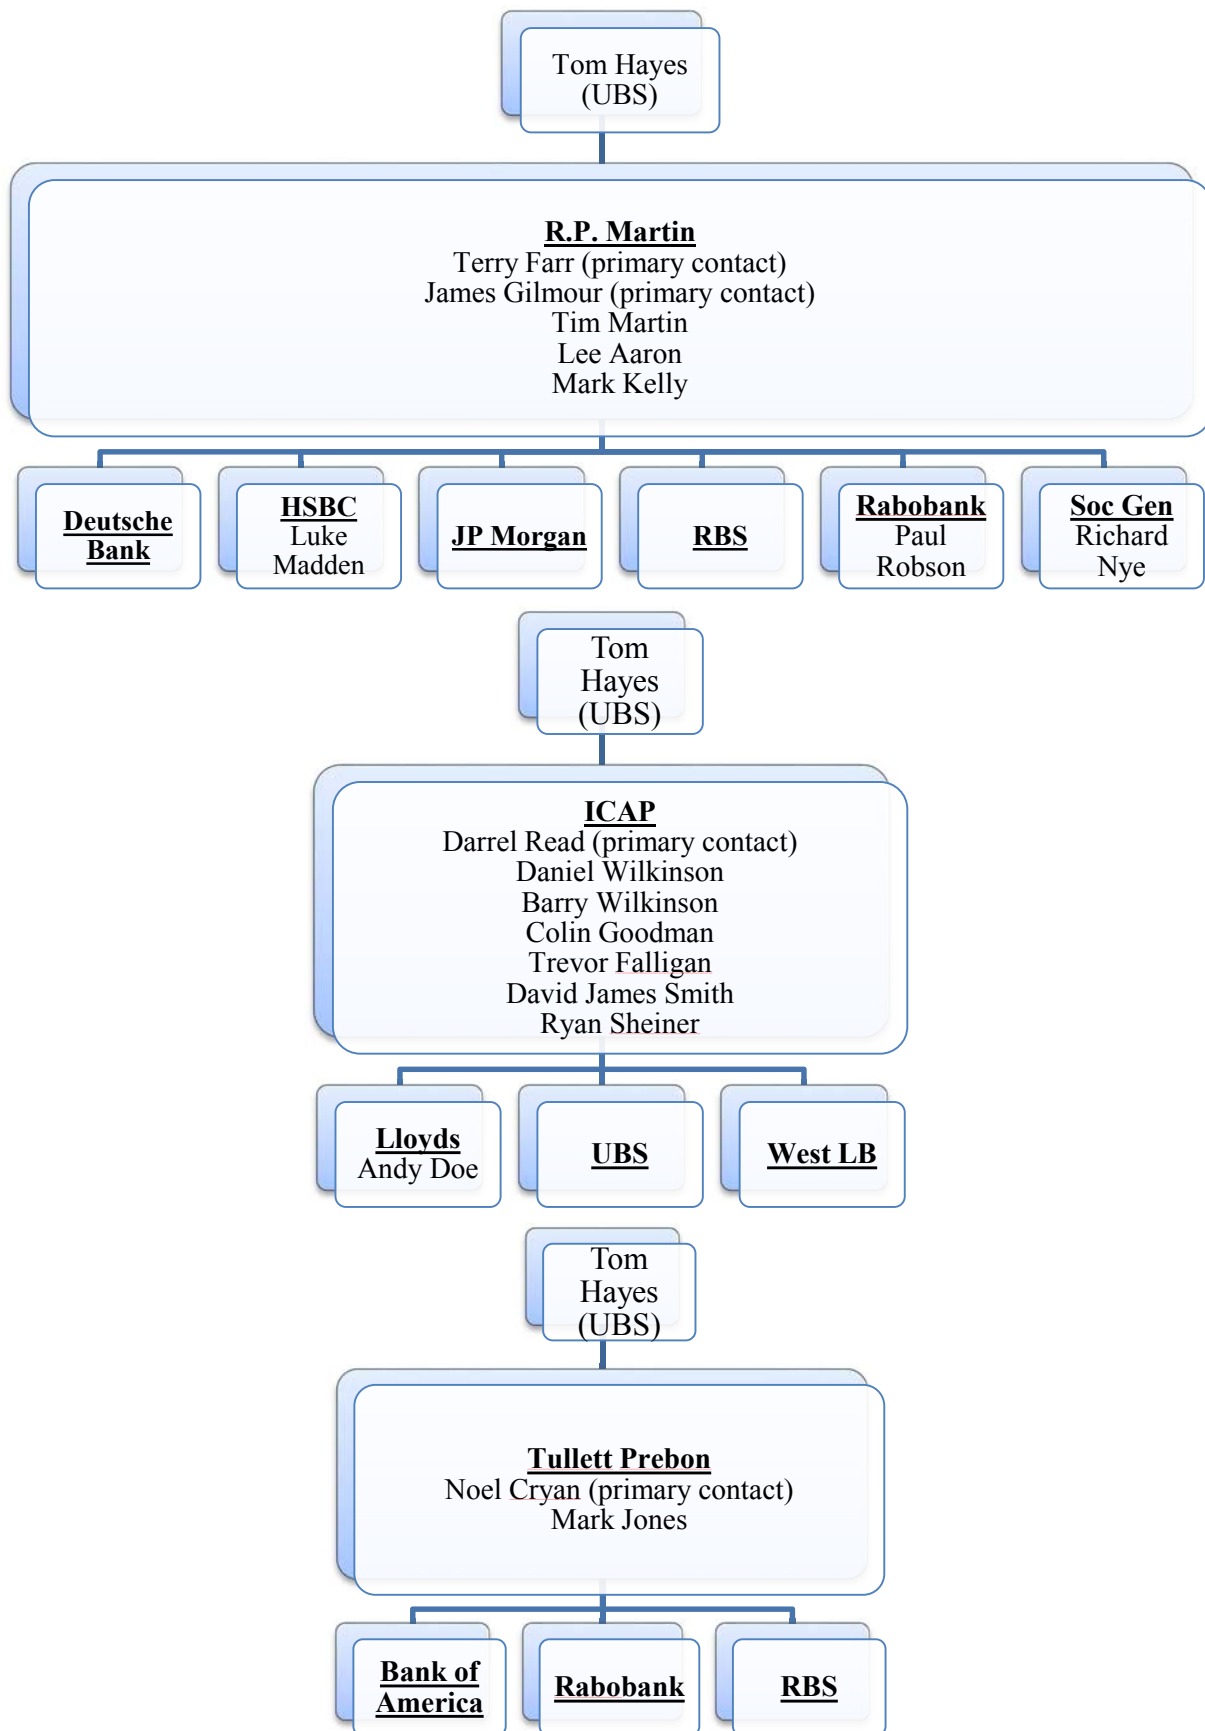 Tom Hayes
(UBS)
R.P. Martin
Terry Farr (primary contact)
James Gilmour (primary contact)
Tim Martin
Lee Aaron
Mark Kelly
Deutsche
Bank
HSBC
Luke
Madden
JP Morgan
RBS
Rabobank
Paul
Robson
Soc Gen
Richard
Nye
Tom
Hayes
(UBS)
ICAP
Darrel Read (primary contact)
Daniel Wilkinson
Barry Wilkinson
Colin Goodman
Trevor Falligan
David James Smith
Ryan Sheiner
Lloyds
Andy Doe
UBS
West LB
Tom
Hayes
(UBS)
Tullett Prebon
Noel Cryan (primary contact)
Mark Jones
Bank of
America
Rabobank
RBS